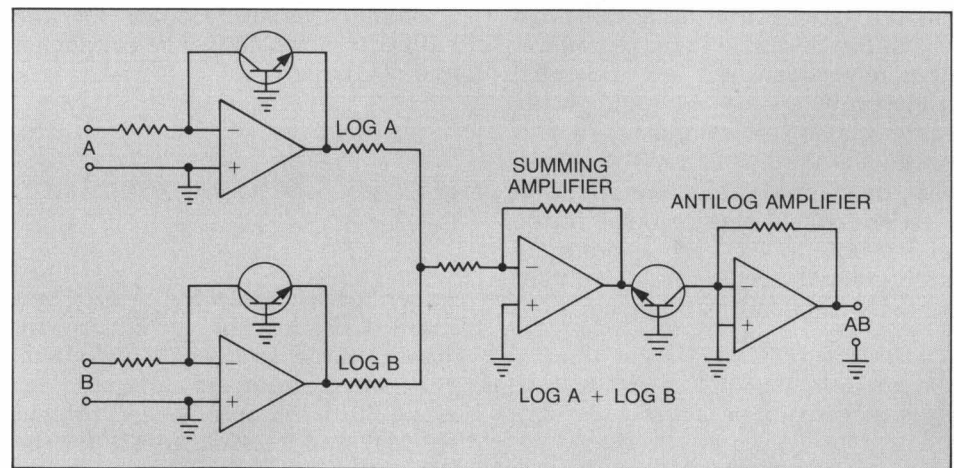 A
−
+
LOG A
B
−
+
LOG B
SUMMING
AMPLIFIER
−
+
LOG A + LOG B
ANTILOG AMPLIFIER
−
+
AB